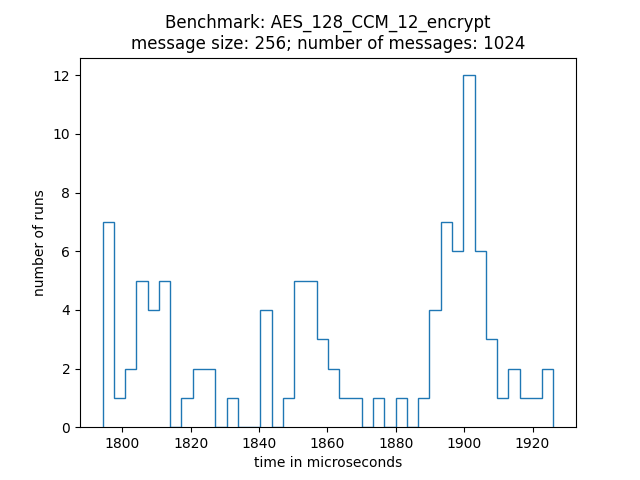 Benchmark: AES_128_CCM_12_encrypt
message size: 256; number of messages: 1024
12
10
8
6
4
2
0
number of runs
1800 1820 1840 1860 1880 1900 1920
time in microseconds